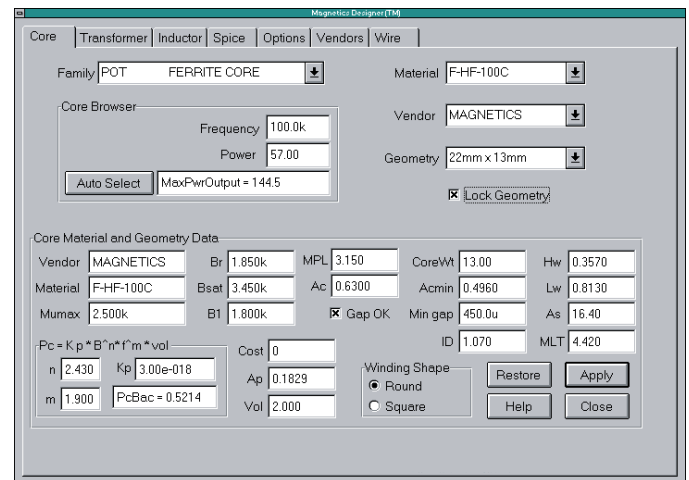 Magnetics Designer(TM)
Core Transformer Inductor Spice Options Vendors Wire
Family POT FERRITE CORE
Material F-HF-100C
Core Browser
Vendor MAGNETICS
Frequency 100.0k
Power 57.00
Geometry 22mm x 13mm
Auto Select MaxPwrOutput = 144.5
Lock Geometry
Core Material and Geometry Data
Vendor MAGNETICS Br 1.850k MPL 3.150 CoreWt 13.00 Hw 0.3570
Material F-HF-100C Bsat 3.450k Ac 0.6300 Acmin 0.4960 Lw 0.8130
Mumax 2.500k B1 1.800k Gap OK Min gap 450.0u As 16.40
ID 1.070 MLT 4.420
Pc = K p * B^n* f^m * vol
Cost 0
n 2.430 Kp 3.00e-018
Winding Shape
Restore Apply
Ap 0.1829
Round
m 1.900 PcBac = 0.5214
Vol 2.000
Square
Help Close